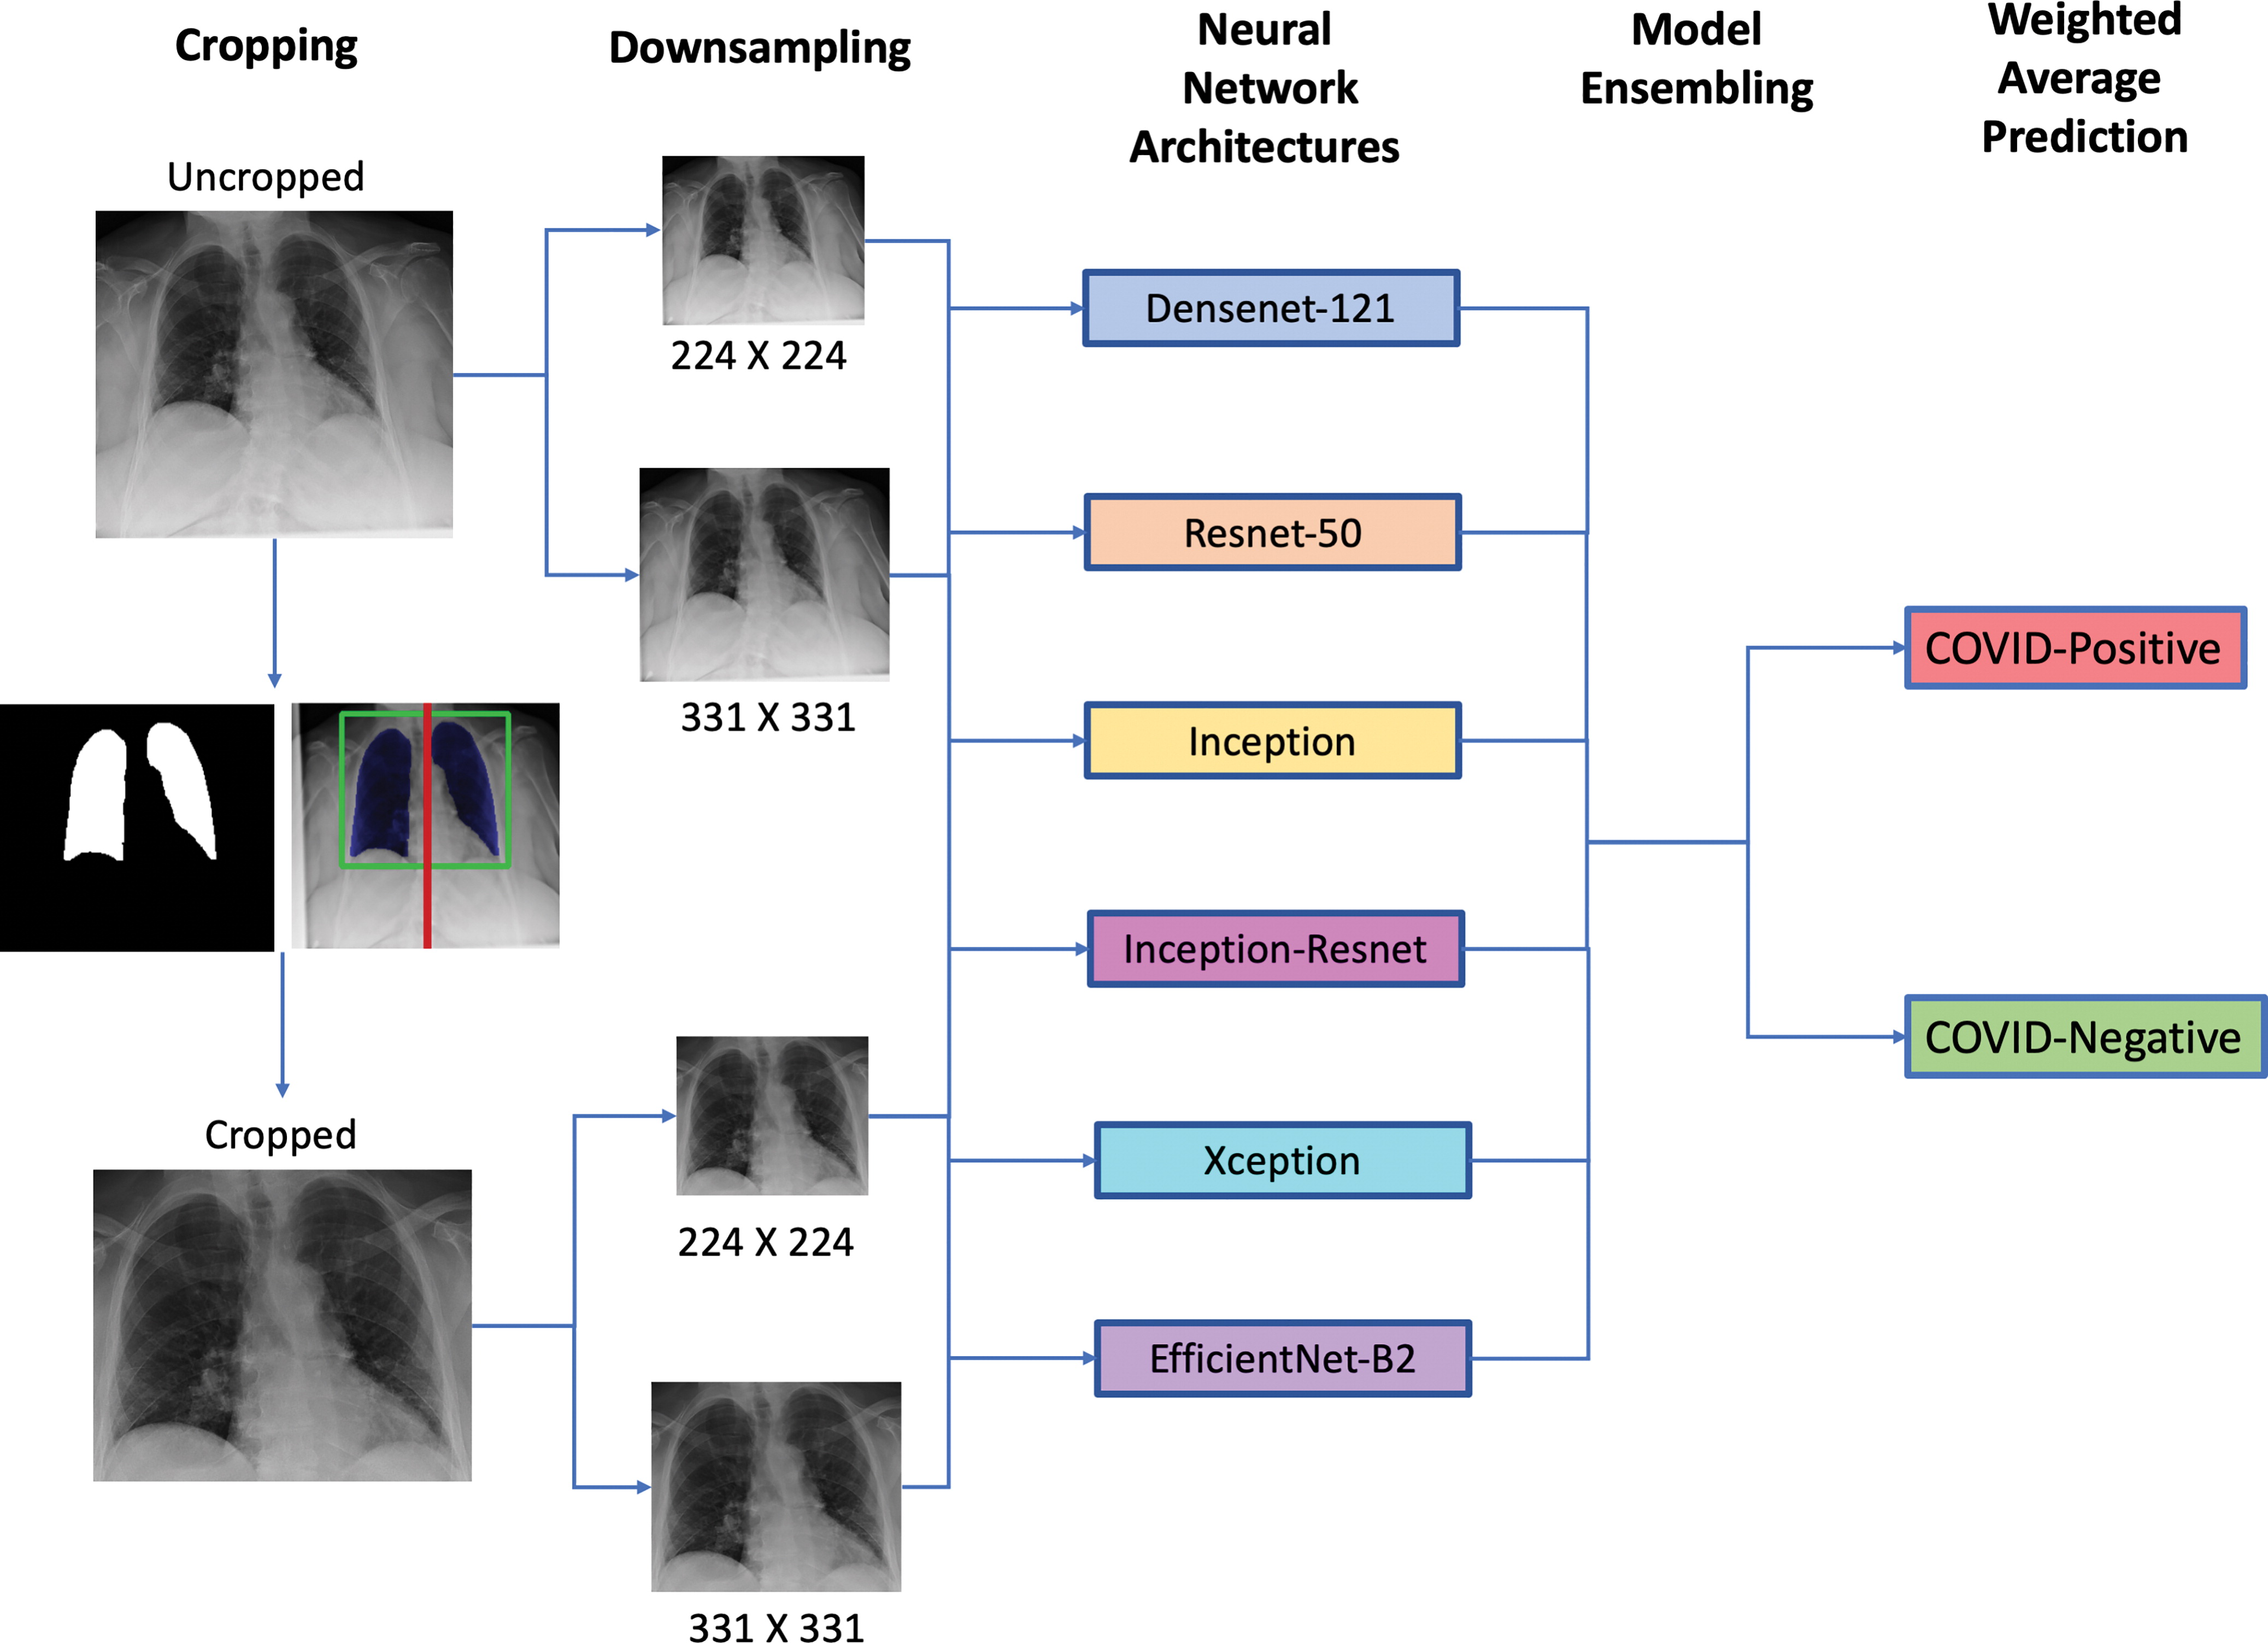 Cropping
Downsampling
Neural
Network
Architectures
Model
Ensembling
Weighted
Average
Prediction
Uncropped
224 X 224
331 X 331
Cropped
224 X 224
331 X 331
Densenet-121
Resnet-50
Inception
Inception-Resnet
Xception
EfficientNet-B2
COVID-Positive
COVID-Negative